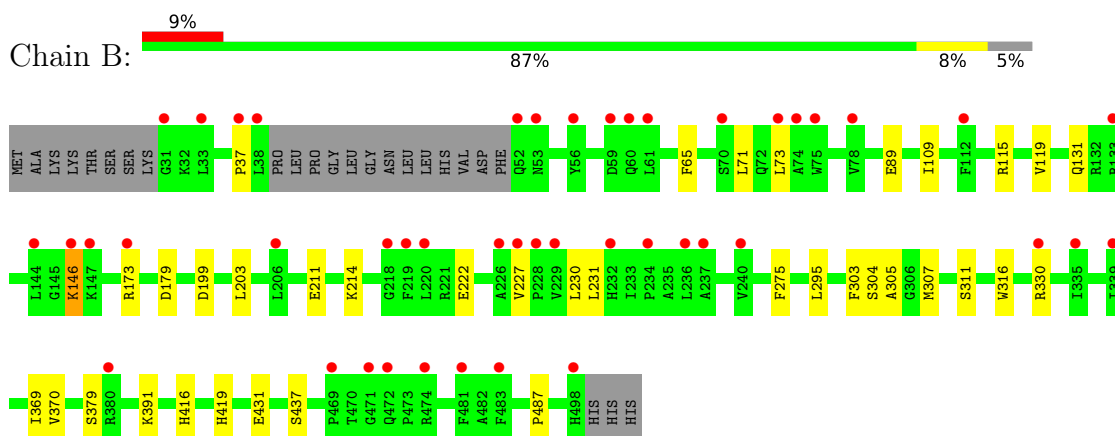 9%
Chain B:
87% 8% 5%
MET ALA LYS LYS THR SER SER LYS G31 K32 L33 P37 L38 PRO LEU PRO GLY LEU GLY ASN LEU LEU HIS VAL ASP PHE Q52 N53 Y56 D59 Q60 L61 F65 S70 L71 Q72 L73 A74 W75 V78 E89 I109 F112 R115 V119 Q131 R132 R133
L144 G145 K146 K147 R173 D179 D199 L203 L206 E211 K214 G218 F219 L220 R221 E222 A226 V227 P228 V229 L230 L231 H232 I233 P234 A235 L236 A237 V240 F275 L295 F303 S304 A305 G306 M307 S311 W316 R330 I335 I339
I369 V370 S379 R380 K391 H416 H419 E431 S437 P469 T470 G471 Q472 P473 R474 F481 A482 F483 P487 H498 HIS HIS HIS